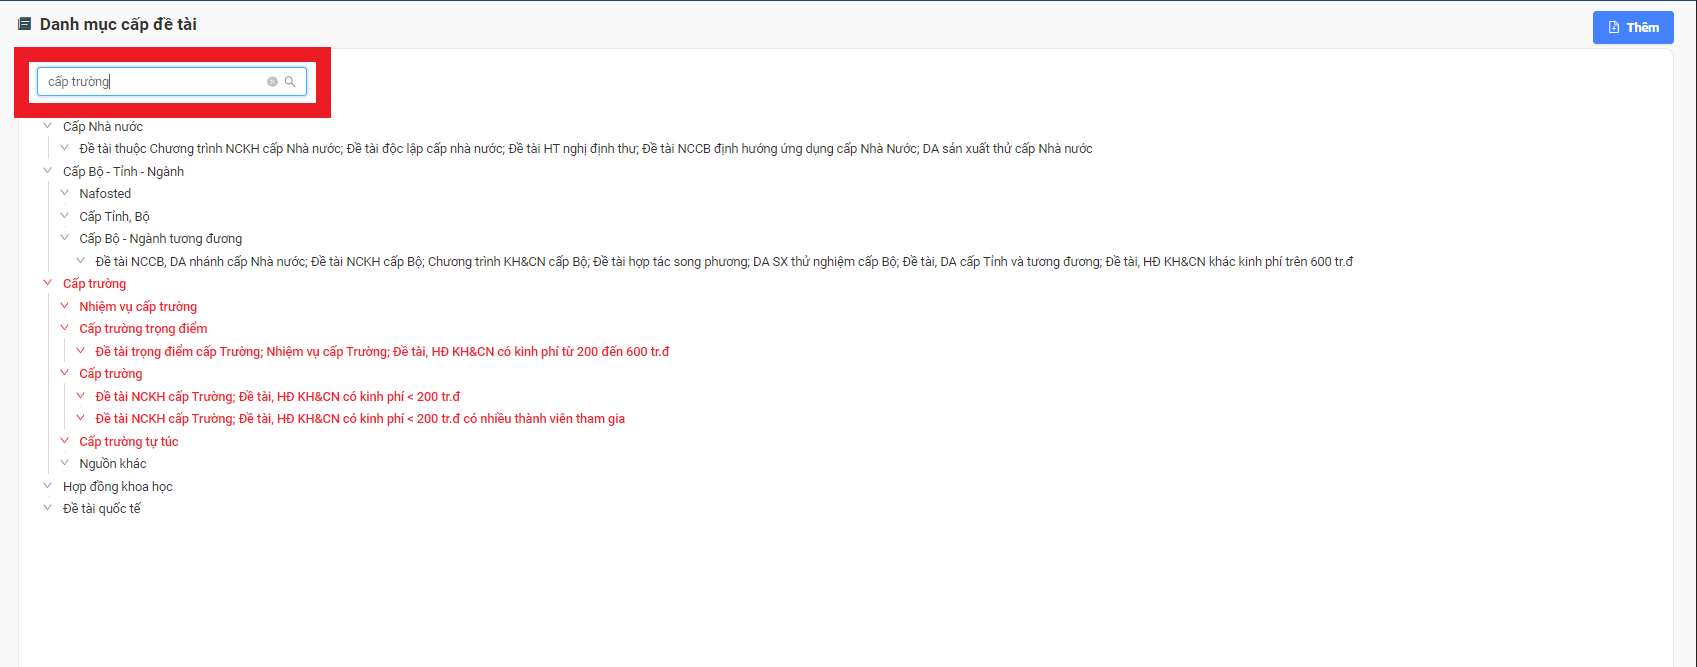 Danh mục cấp đề tài
Thêm
cấp trường
Cấp Nhà nước
Đề tài thuộc Chương trình NCKH cấp Nhà nước; Đề tài độc lập cấp nhà nước; Đề tài HT nghị định thư; Đề tài NCCB định hướng ứng dụng cấp Nhà Nước; DA sản xuất thử cấp Nhà nước
Cấp Bộ - Tỉnh - Ngành
Nafosted
Cấp Tỉnh, Bộ
Cấp Bộ - Ngành tương đương
Đề tài NCCB, DA nhánh cấp Nhà nước; Đề tài NCKH cấp Bộ; Chương trình KH&CN cấp Bộ; Đề tài hợp tác song phương; DA SX thử nghiệm cấp Bộ; Đề tài, DA cấp Tỉnh và tương đương; Đề tài, HĐ KH&CN khác kinh phí trên 600 tr.đ
Cấp trường
Nhiệm vụ cấp trường
Cấp trường trọng điểm
Đề tài trọng điểm cấp Trường; Nhiệm vụ cấp Trường; Đề tài, HĐ KH&CN có kinh phí từ 200 đến 600 tr.đ
Cấp trường
Đề tài NCKH cấp Trường; Đề tài, HĐ KH&CN có kinh phí < 200 tr.đ
Đề tài NCKH cấp Trường; Đề tài, HĐ KH&CN có kinh phí < 200 tr.đ có nhiều thành viên tham gia
Cấp trường tự túc
Nguồn khác
Hợp đồng khoa học
Đề tài quốc tế